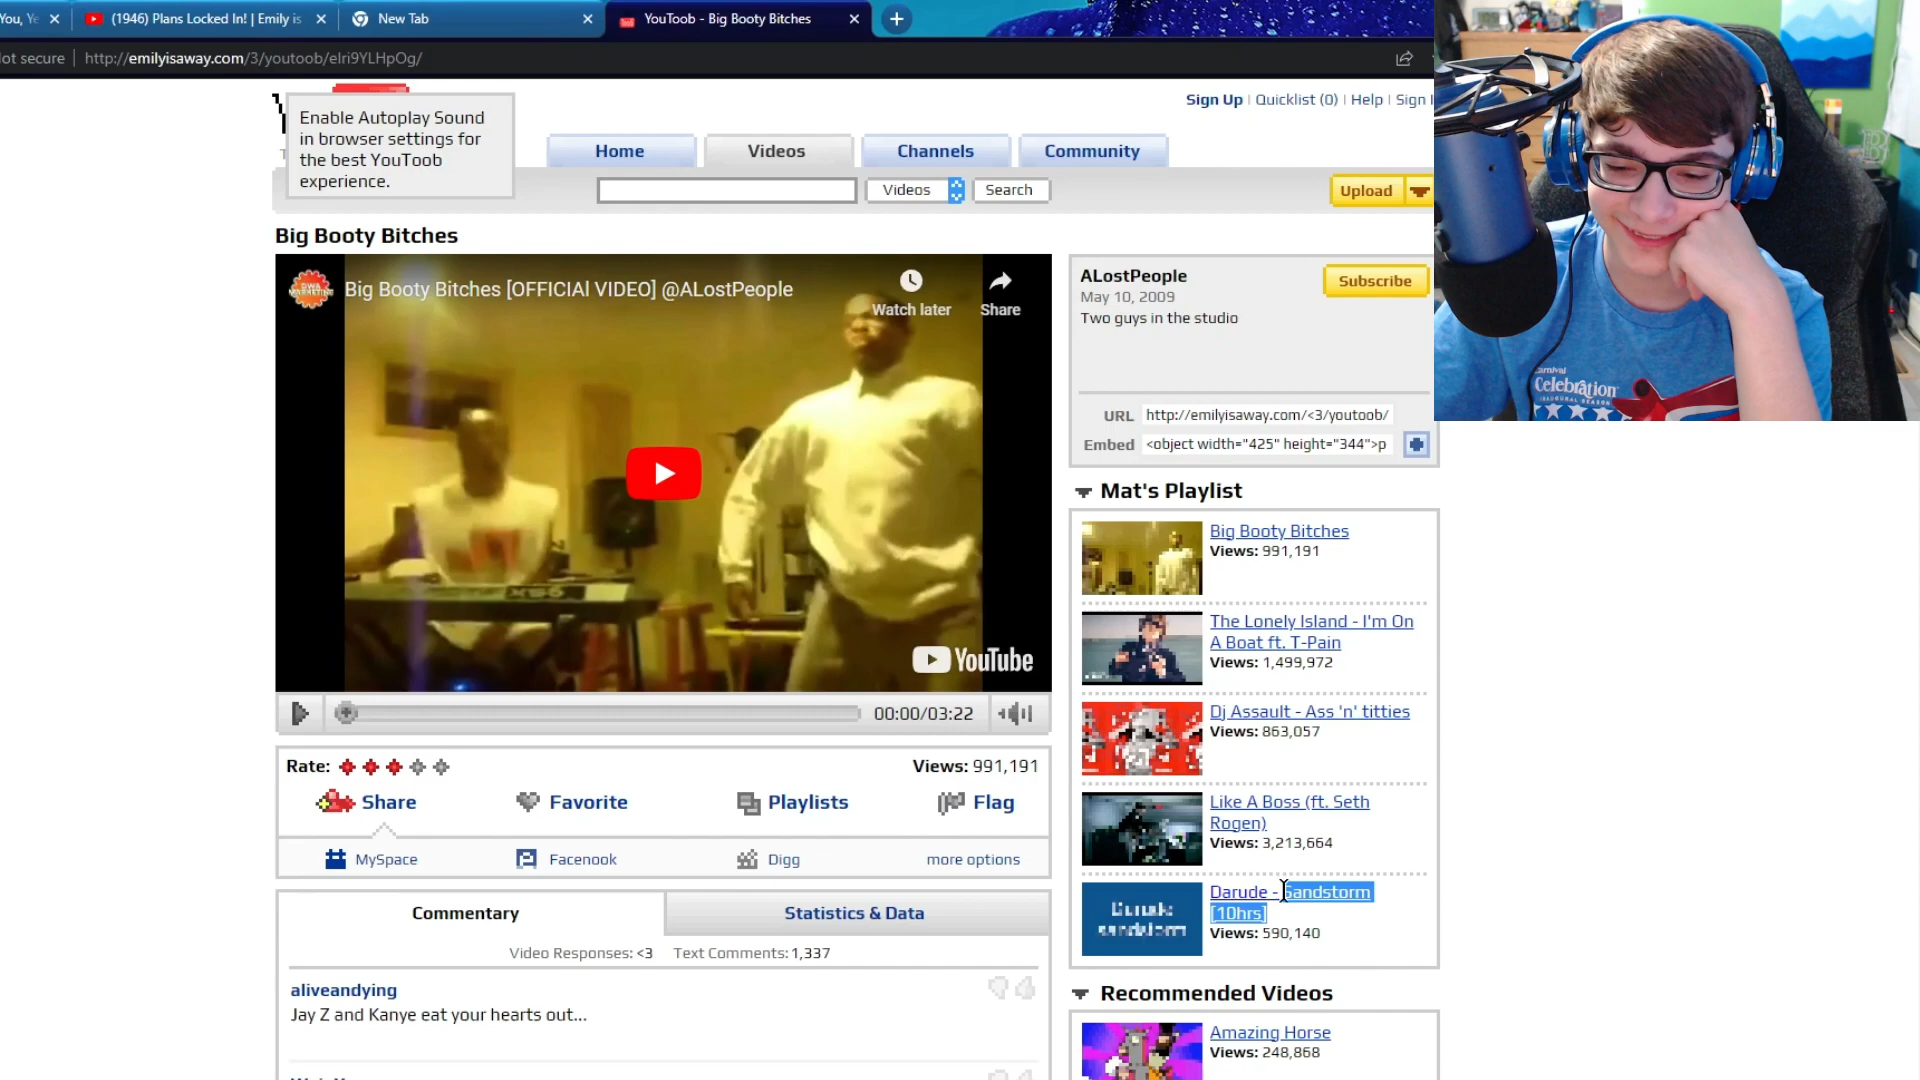 (1946) Plans Locked In! | Emily is
New Tab
YouToob - Big Booty Bitches
http://emilyisaway.com/3/youtoob/elri9YLHpOg/
Enable Autoplay Sound
in browser settings for
the best YouToob
experience.
Sign Up | Quicklist (0) | Help | Sign I
Home
Videos
Channels
Community
Videos
Search
Upload
Big Booty Bitches
Big Booty Bitches [OFFICIAl VIDEO] @ALostPeople
Watch later
Share
YouTube
00:00/03:22
Rate:
Views: 991,191
Share
Favorite
Playlists
Flag
MySpace
Facenook
Digg
more options
Commentary
Statistics & Data
Video Responses: <3
Text Comments: 1,337
aliveandying
Jay Z and Kanye eat your hearts out...
ALostPeople
Subscribe
May 10, 2009
Two guys in the studio
URL http://emilyisaway.com/<3/youtoob/
Embed <object width="425" height="344">p
Mat's Playlist
Big Booty Bitches
Views: 991,191
The Lonely Island - I'm On
A Boat ft. T-Pain
Views: 1,499,972
Dj Assault - Ass 'n' titties
Views: 863,057
Like A Boss (ft. Seth
Rogen)
Views: 3,213,664
Darude
sandstorm
Darude - Sandstorm
[10hrs]
Views: 590,140
Recommended Videos
Amazing Horse
Views: 248,868
Carnival
Celebration
INAUGURAL SEASON